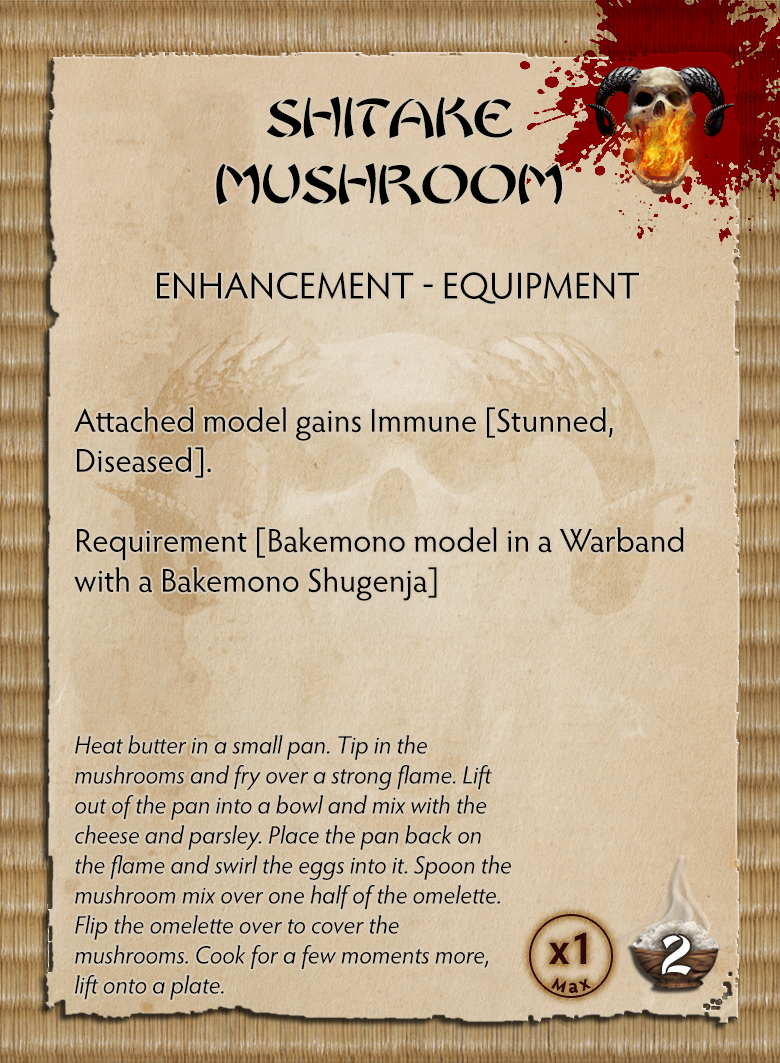 SHITAKE
MUSHROOM
ENHANCEMENT - EQUIPMENT
Attached model gains Immune [Stunned,
Diseased].
Requirement [Bakemono model in a Warband
with a Bakemono Shugenja]
Heat butter in a small pan. Tip in the
mushrooms and fry over a strong flame. Lift
out of the pan into a bowl and mix with the
cheese and parsley. Place the pan back on
the flame and swirl the eggs into it. Spoon the
mushroom mix over one half of the omelette.
Flip the omelette over to cover the
mushrooms. Cook for a few moments more,
lift onto a plate.
x1
Max
2